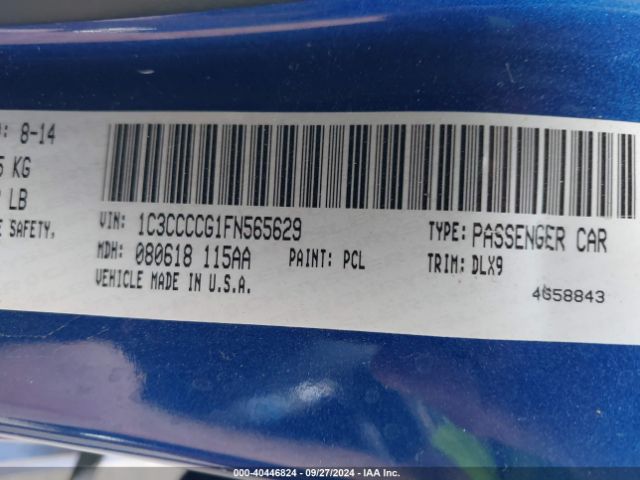 : 8-14
KG
LB
SAFETY.
VIN: 1C3CCCCG1FN565629
TYPE: PASSENGER CAR
MDH: 080618 115AA
PAINT: PCL
TRIM: DLX9
VEHICLE MADE IN U.S.A.
4G58843
000-40446824 / 09/27/2024 / IAA Inc.